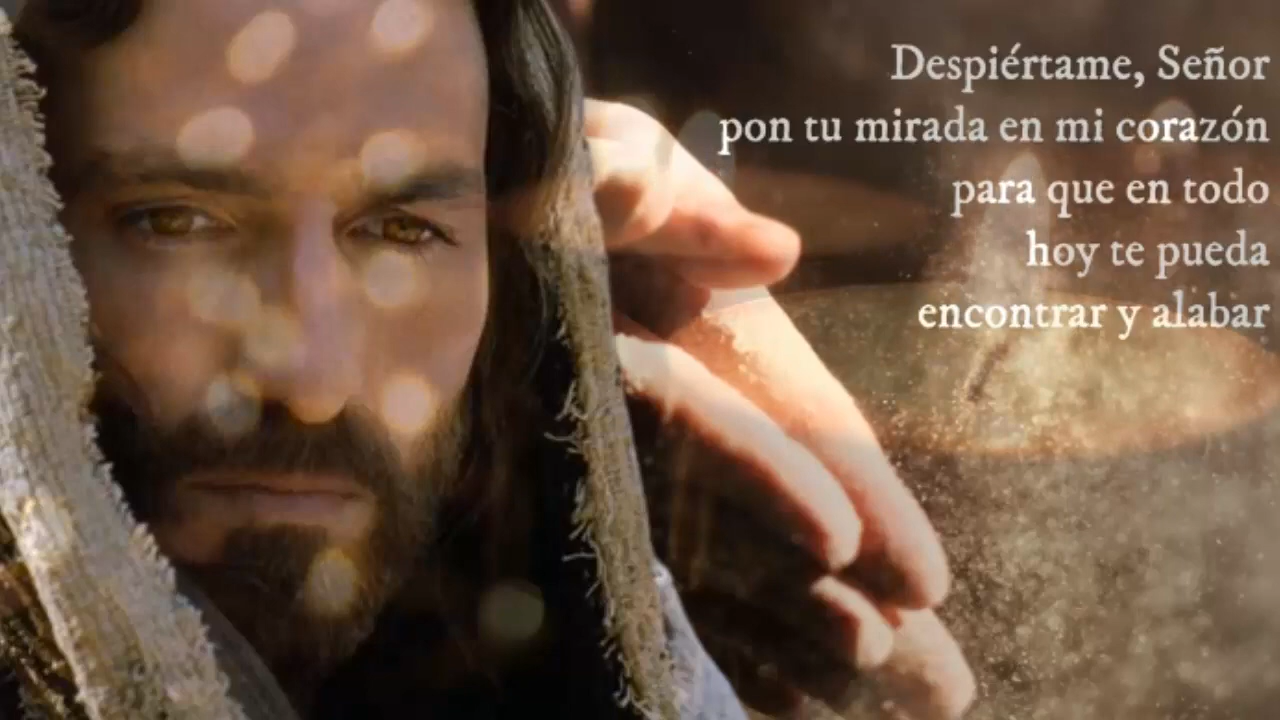 Despiértame, Señor
pon tu mirada en mi corazón
para que en todo
hoy te pueda
encontrar y alabar